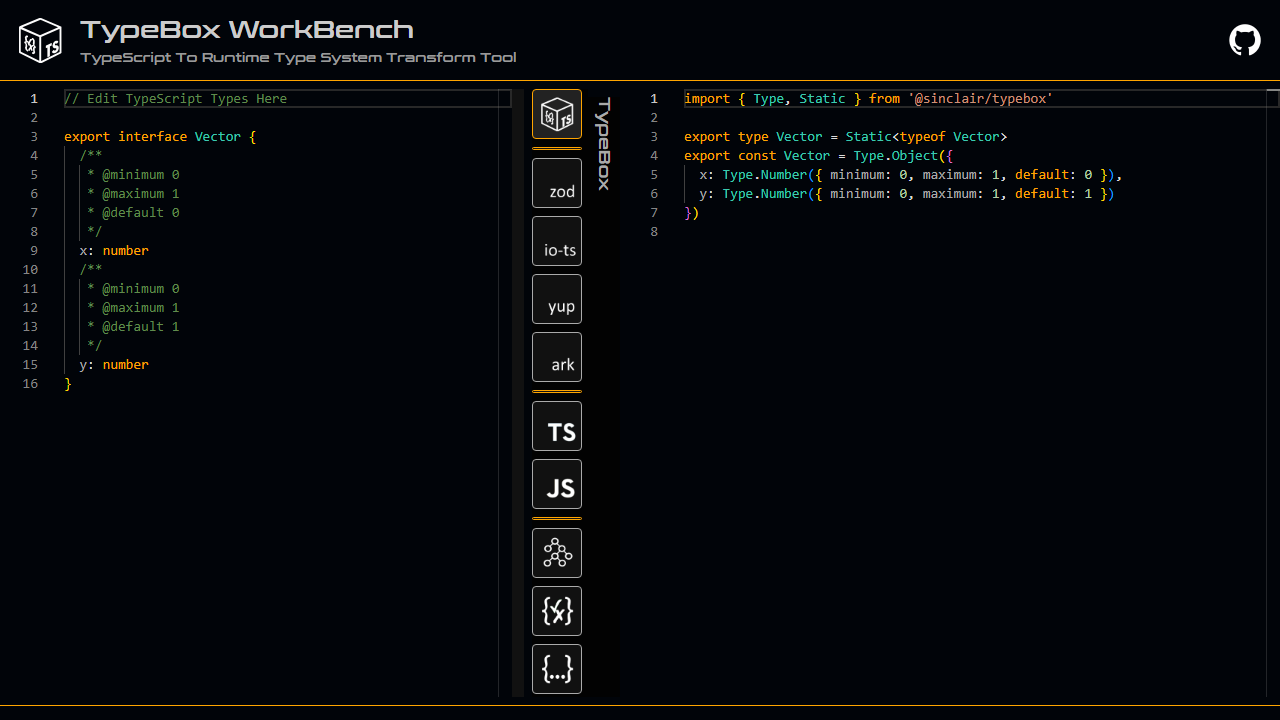 TypeBox WorkBench
TypeScript To Runtime Type System Transform Tool
1 // Edit TypeScript Types Here
2
3 export interface Vector {
4 /**
5 * @minimum 0
6 * @maximum 1
7 * @default 0
8 */
9 x: number
10 /**
11 * @minimum 0
12 * @maximum 1
13 * @default 1
14 */
15 y: number
16 }
TS
TypeBox
zod
io-ts
yup
ark
TS
JS
{✓x}
{...}
1 import { Type, Static } from '@sinclair/typebox'
2
3 export type Vector = Static<typeof Vector>
4 export const Vector = Type.Object({
5 x: Type.Number({ minimum: 0, maximum: 1, default: 0 }),
6 y: Type.Number({ minimum: 0, maximum: 1, default: 1 })
7 })
8